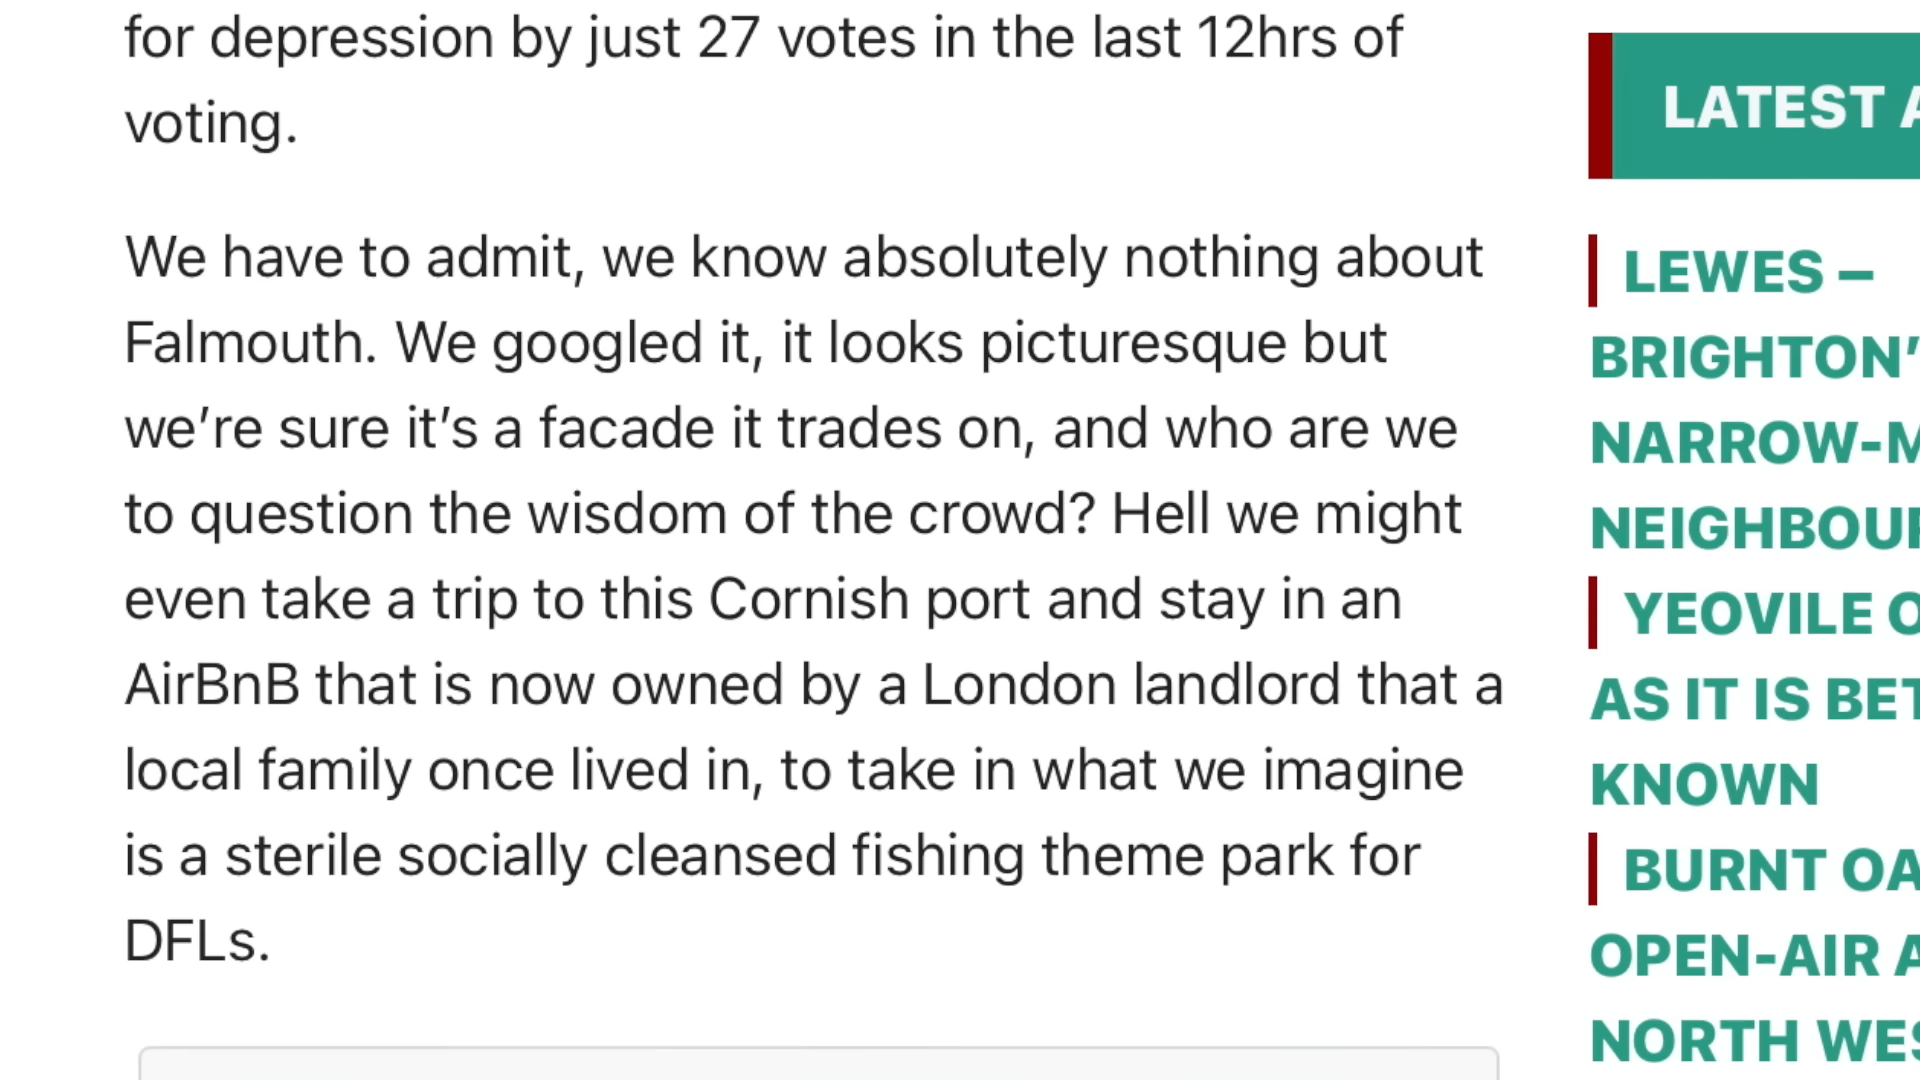 for depression by just 27 votes in the last 12hrs of
voting.
We have to admit, we know absolutely nothing about
Falmouth. We googled it, it looks picturesque but
we’re sure it’s a facade it trades on, and who are we
to question the wisdom of the crowd? Hell we might
even take a trip to this Cornish port and stay in an
AirBnB that is now owned by a London landlord that a
local family once lived in, to take in what we imagine
is a sterile socially cleansed fishing theme park for
DFLs.
LATEST
LEWES –
BRIGHTON’
NARROW-
NEIGHBOUR
YEOVILE
AS IT IS
KNOWN
BURNT
OPEN-AIR
NORTH